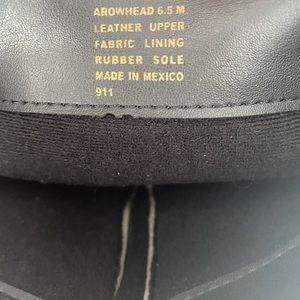 AROWHEAD 6.5 M
LEATHER UPPER
FABRIC LINING
RUBBER SOLE
MADE IN MEXICO
911